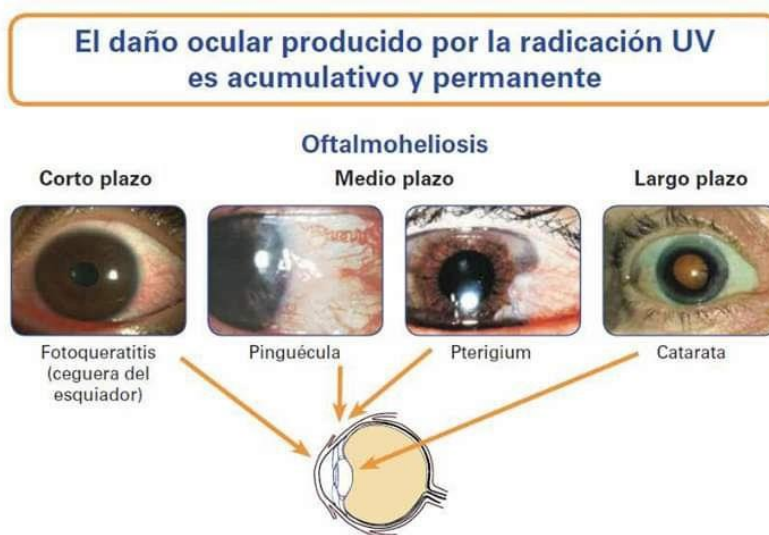 El daño ocular producido por la radicación UV
es acumulativo y permanente
Oftalmoheliosis
Corto plazo
Medio plazo
Largo plazo
Fotoqueratitis
(ceguera del
esquiador)
Pinguécula
Pterigium
Catarata